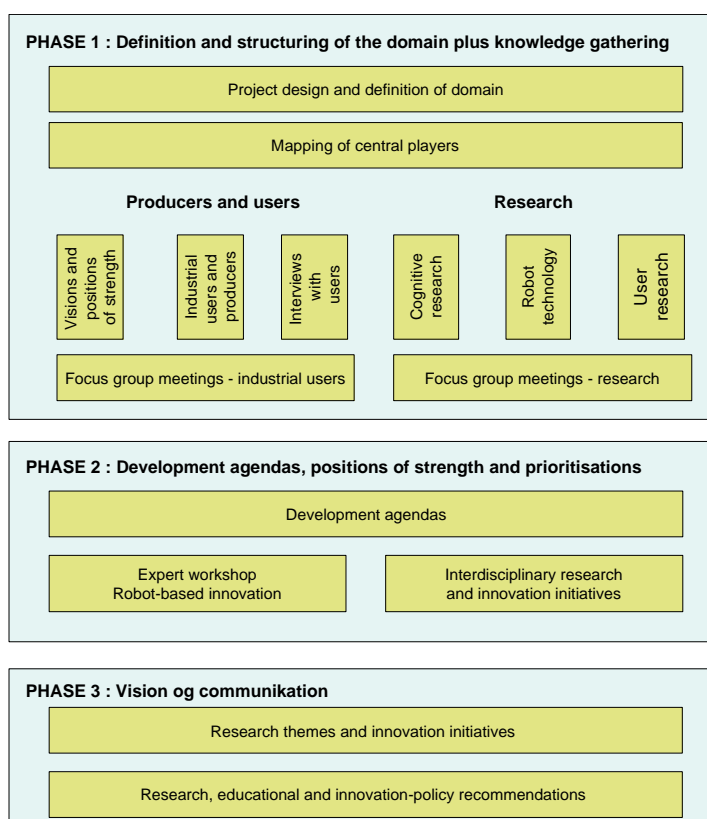 PHASE 1 : Definition and structuring of the domain plus knowledge gathering
Project design and definition of domain
Mapping of central players
Producers and users
Research
Visions and
positions
of strength
Industrial
users and
producers
Interviews
with
users
Cognitive
research
Robot
technology
User
research
Focus group meetings - industrial users
Focus group meetings - research
PHASE 2 : Development agendas, positions of strength and prioritisations
Development agendas
Expert workshop
Robot-based innovation
Interdisciplinary research
and innovation initiatives
PHASE 3 : Vision og communikation
Research themes and innovation initiatives
Research, educational and innovation-policy recommendations